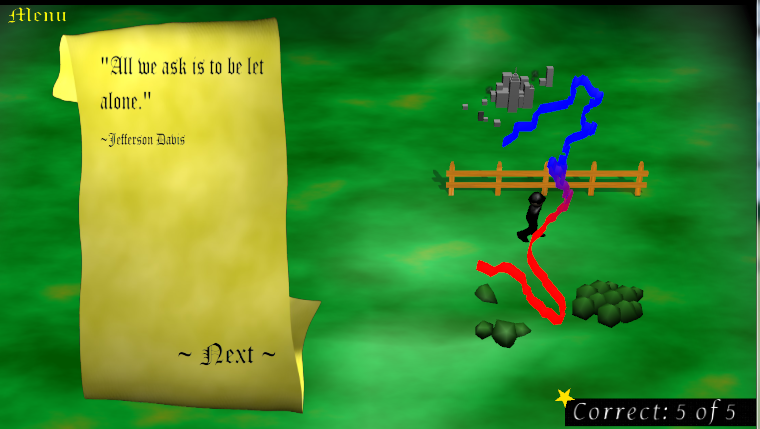 Menu
"All we ask is to be let
alone."
~Jefferson Davis
~ Next ~
Correct: 5 of 5